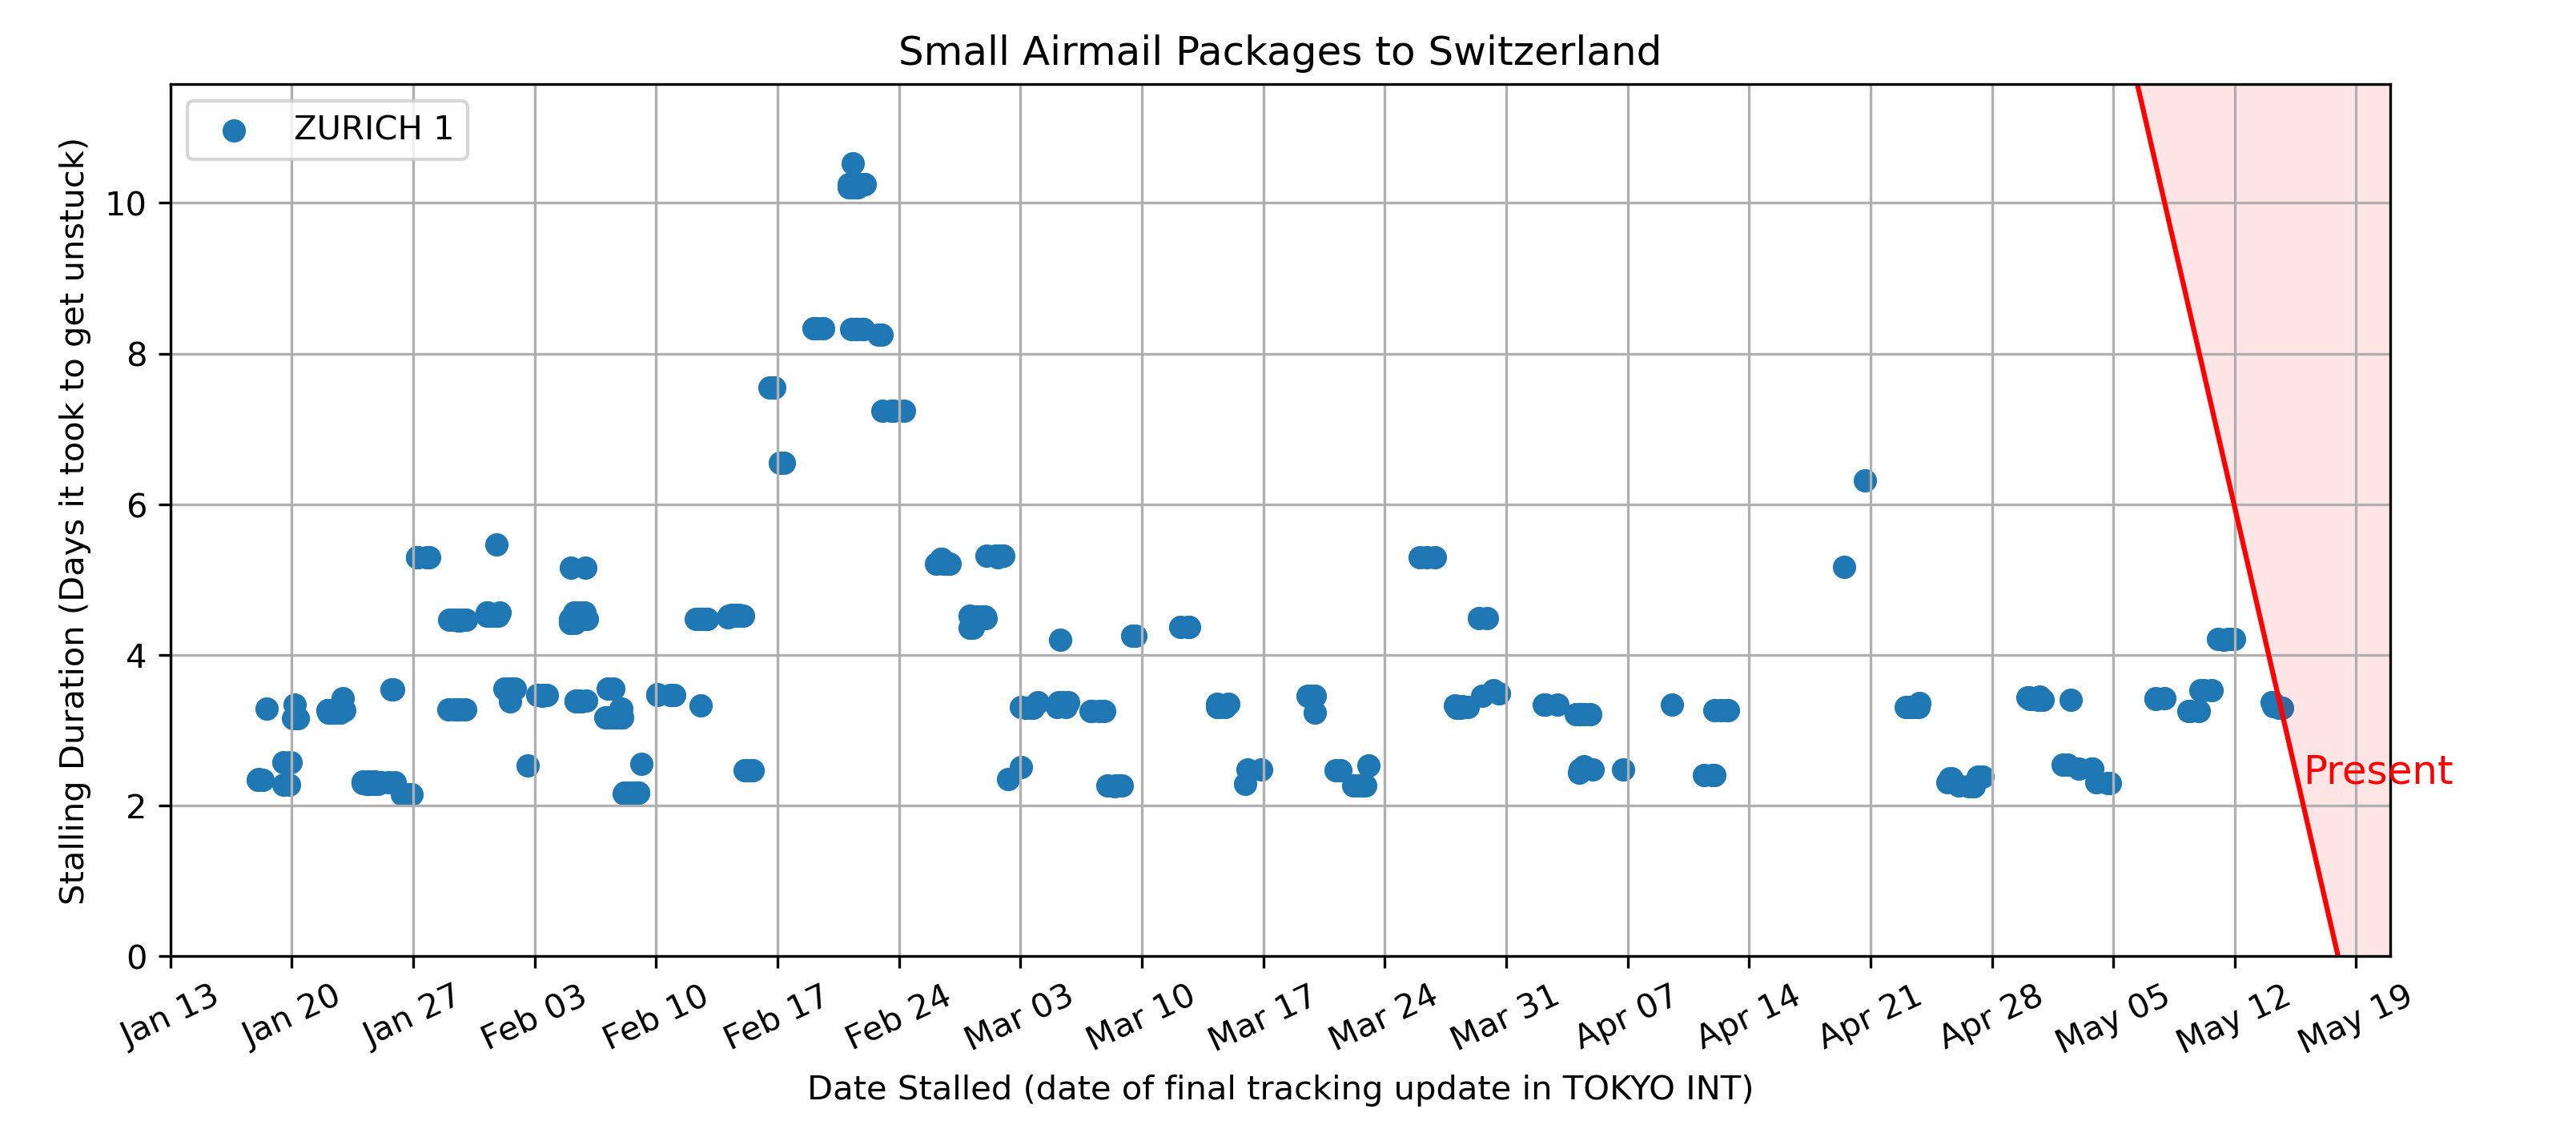 Small Airmail Packages to Switzerland
ZURICH 1
Stalling Duration (Days it took to get unstuck)
10
8
6
4
2
0
Present
Jan 13
Jan 20
Jan 27
Feb 03
Feb 10
Feb 17
Feb 24
Mar 03
Mar 10
Mar 17
Mar 24
Mar 31
Apr 07
Apr 14
Apr 21
Apr 28
May 05
May 12
May 19
Date Stalled (date of final tracking update in TOKYO INT)